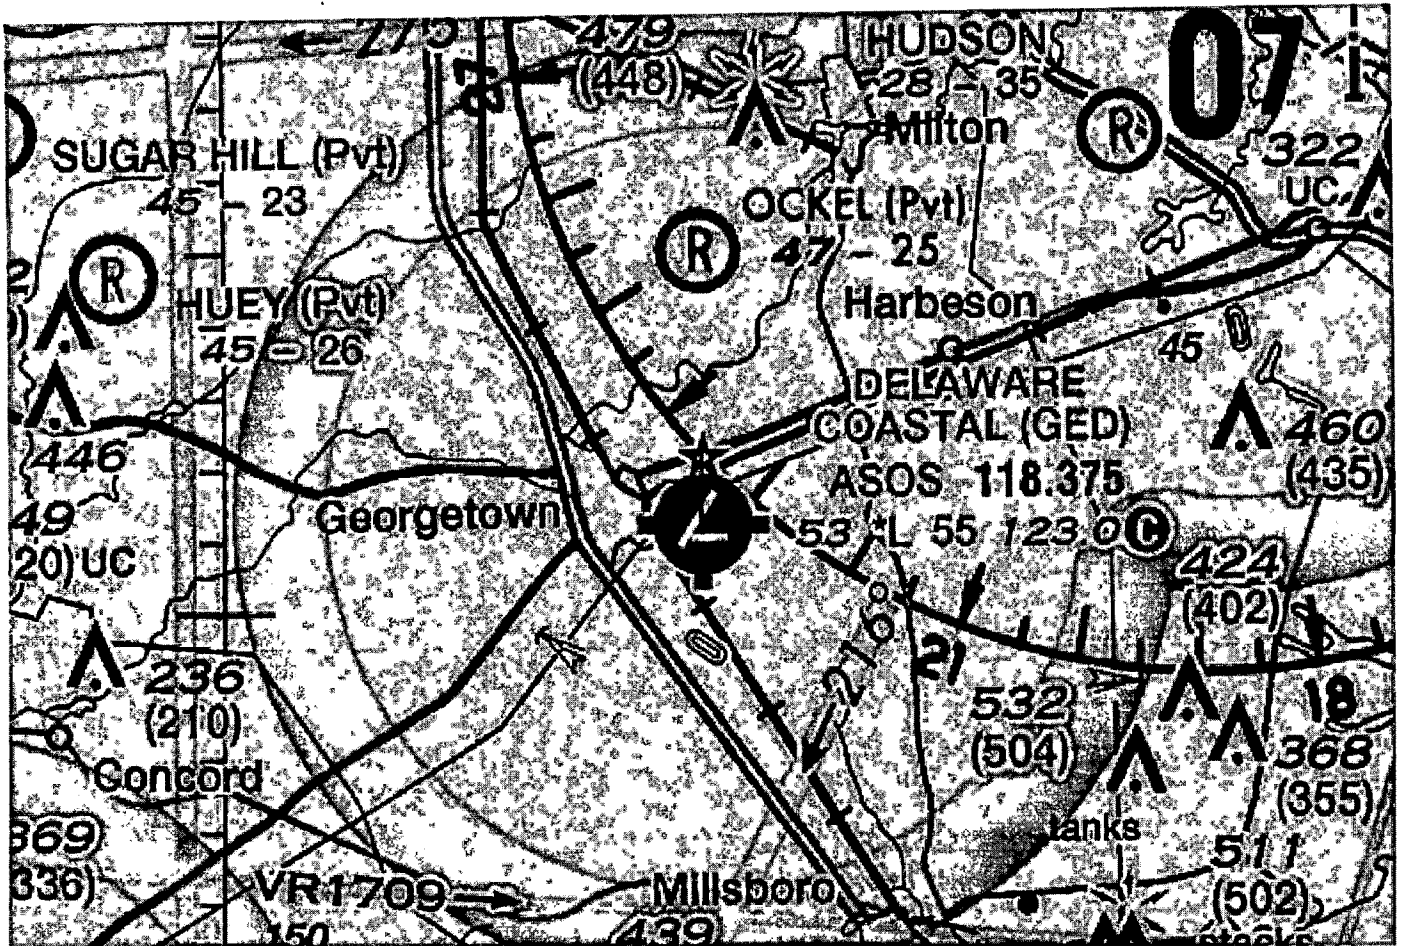 275
479
(448)
HUDSON
28 - 35
07
SUGAR HILL (Pvt)
45 - 23
R
Milton
322
UC
OCKEL (Pvt)
47 - 25
R
R
HUEY (Pvt)
45 - 26
Harbeson
45
DELAWARE
COASTAL (GED)
ASOS 118.375
53 *L 55 123.0 C
446
460
(435)
49
20) UC
Georgetown
424
(402)
236
(210)
210
21
532
(504)
18
368
(355)
Concord
tanks
369
336)
VR1709
Millsboro
511
(502)
150
439
stacks